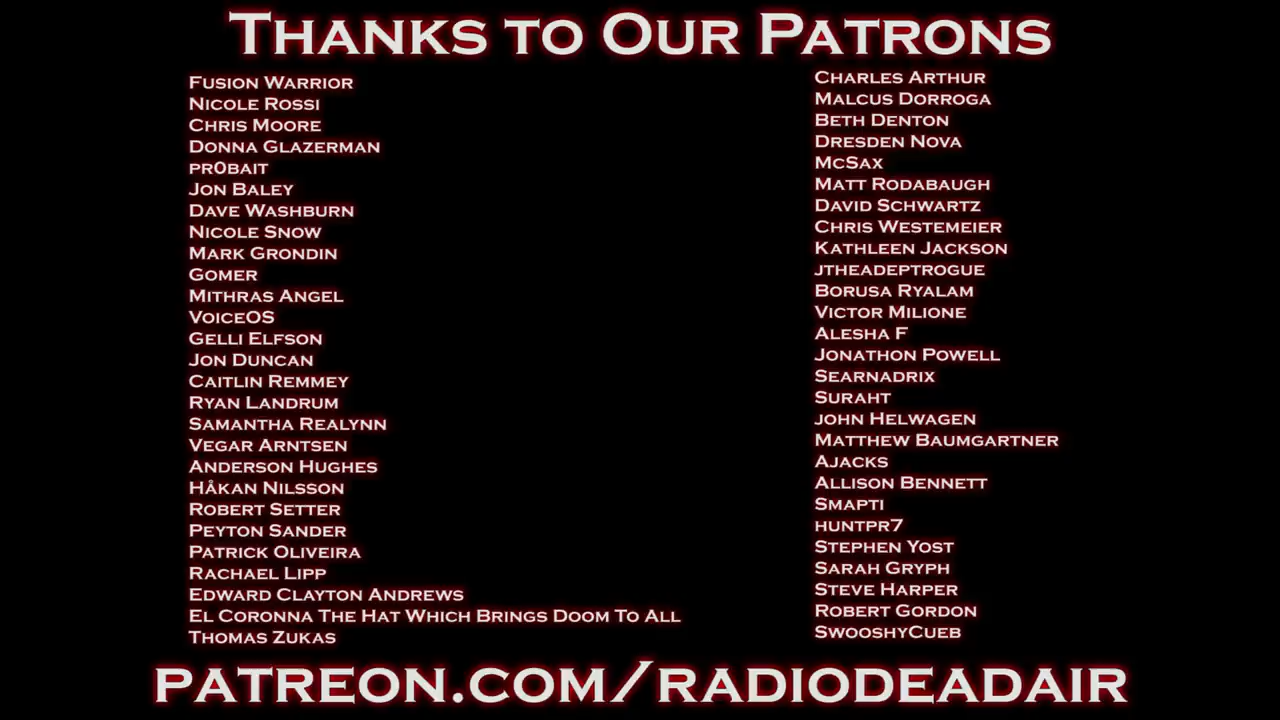 Thanks to Our Patrons
Fusion Warrior
Nicole Rossi
Chris Moore
Donna Glazerman
pr0bait
Jon Baley
Dave Washburn
Nicole Snow
Mark Grondin
Gomer
Mithras Angel
VoiceOS
Gelli Elfson
Jon Duncan
Caitlin Remmey
Ryan Landrum
Samantha Realynn
Vegar Arntsen
Anderson Hughes
Håkan Nilsson
Robert Setter
Peyton Sander
Patrick Oliveira
Rachael Lipp
Edward Clayton Andrews
El Coronna The Hat Which Brings Doom To All
Thomas Zukas
Charles Arthur
Malcus Dorroga
Beth Denton
Dresden Nova
McSax
Matt Rodabaugh
David Schwartz
Chris Westemeier
Kathleen Jackson
jtheadeptrogue
Borusa Ryalam
Victor Milione
Alesha F
Jonathon Powell
Searnadrix
Suraht
john Helwagen
Matthew Baumgartner
Ajacks
Allison Bennett
Smapti
huntpr7
Stephen Yost
Sarah Gryph
Steve Harper
Robert Gordon
SwooshyCueb
patreon.com/radiodeadair